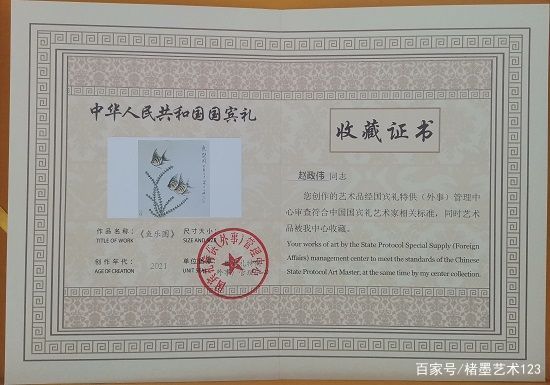 中华人民共和国国宾礼
作品名称：
《鱼乐图》
尺寸大小
TITLE OF WORK
SIZE AND
创作年代：
2021
单位
AGE OF CREATION
UNIT
收藏证书
赵政伟 同志
您创作的艺术品经国宾礼特供（外事）管理中
心审查符合中国国宾礼艺术家相关标准，同时艺术
品被我中心收藏。
Your works of art by the State Protocol Special Supply (Foreign
Affairs) management center to meet the standards of the Chinese
State Protocol Art Master, at the same time by my center collection.
百家号/楮墨艺术123